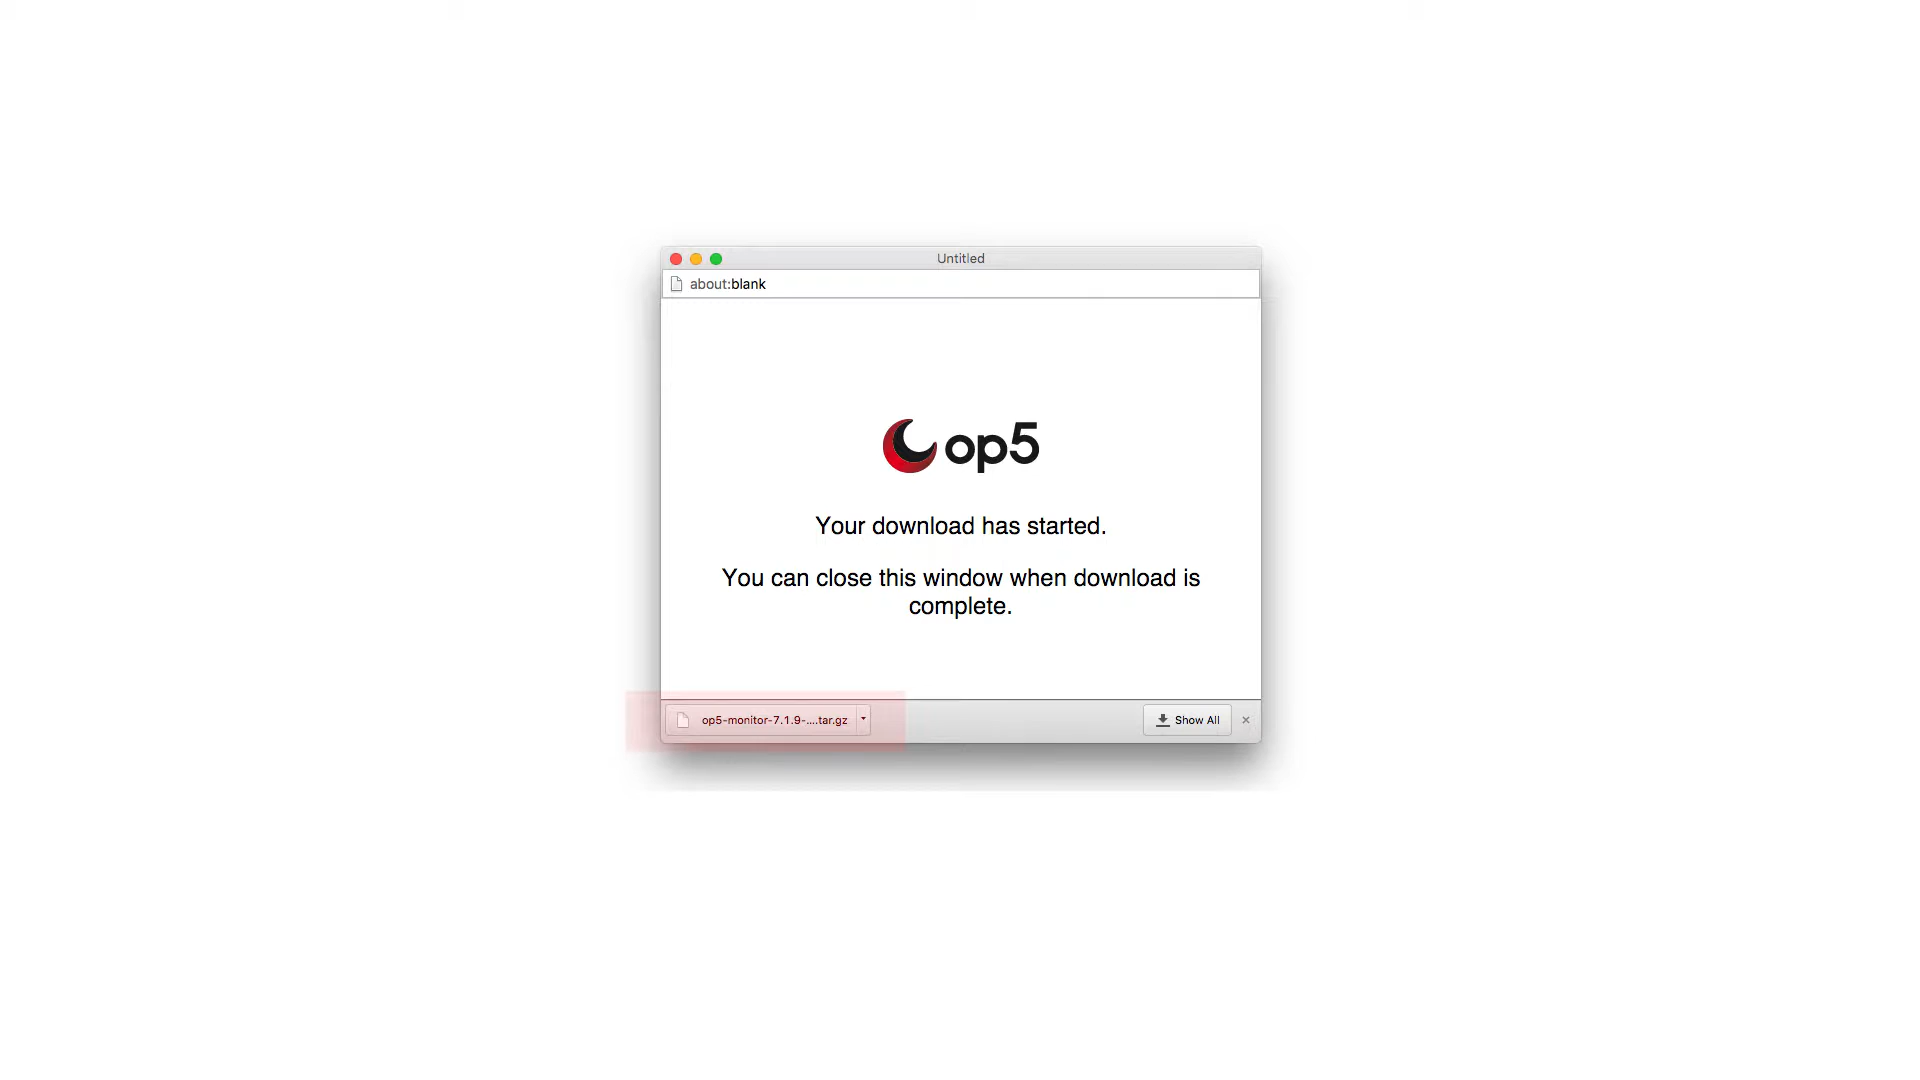 Untitled
about:blank
op5
Your download has started.
You can close this window when download is
complete.
op5-monitor-7.1.9-....tar.gz
Show All